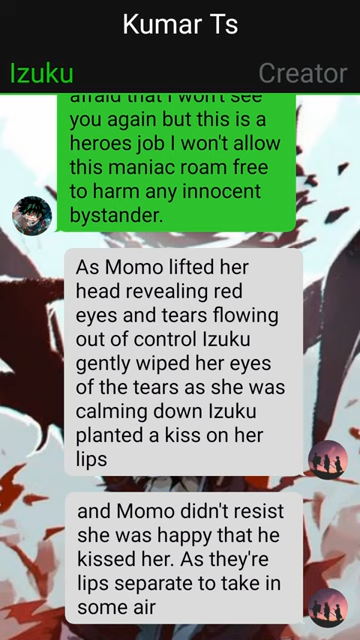 Kumar Ts
Izuku
Creator
afraid that I won't see
you again but this is a
heroes job I won't allow
this maniac roam free
to harm any innocent
bystander.
As Momo lifted her
head revealing red
eyes and tears flowing
out of control Izuku
gently wiped her eyes
of the tears as she was
calming down Izuku
planted a kiss on her
lips
and Momo didn't resist
she was happy that he
kissed her. As they're
lips separate to take in
some air